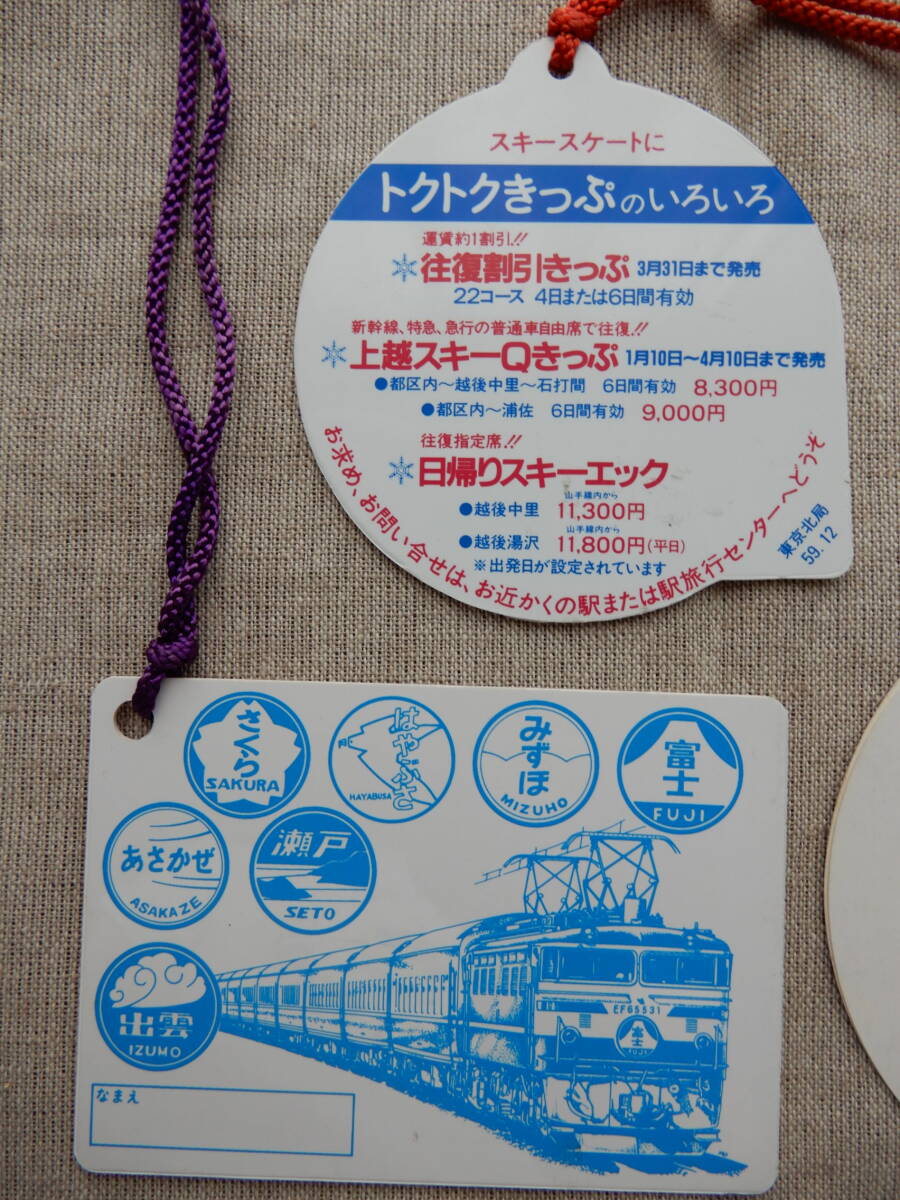 スキースケートに
トクトクきっぷのいろいろ
運賃約1割引!!
往復割引きっぷ 3月31日まで発売
22コース 4日または6日間有効
新幹線、特急、急行の普通車自由席で往復!!
上越スキーQきっぷ 1月10日〜4月10日まで発売
●都区内〜越後中里〜石打間 6日間有効 8,300円
●都区内〜浦佐 6日間有効 9,000円
往復指定席!!
日帰りスキーエック
山手線内から
●越後中里 11,300円
山手線内から
●越後湯沢 11,800円(平日)
※出発日が設定されています
お求め、お問い合せは、お近かくの駅または駅旅行センターへどうぞ
東京北局
59.12
さくら
SAKURA
はやぶさ
HAYABUSA
みずほ
MIZUHO
富士
FUJI
あさかぜ
ASAKAZE
瀬戸
SETO
出雲
IZUMO
EF65531
富士
FUJI
なまえ